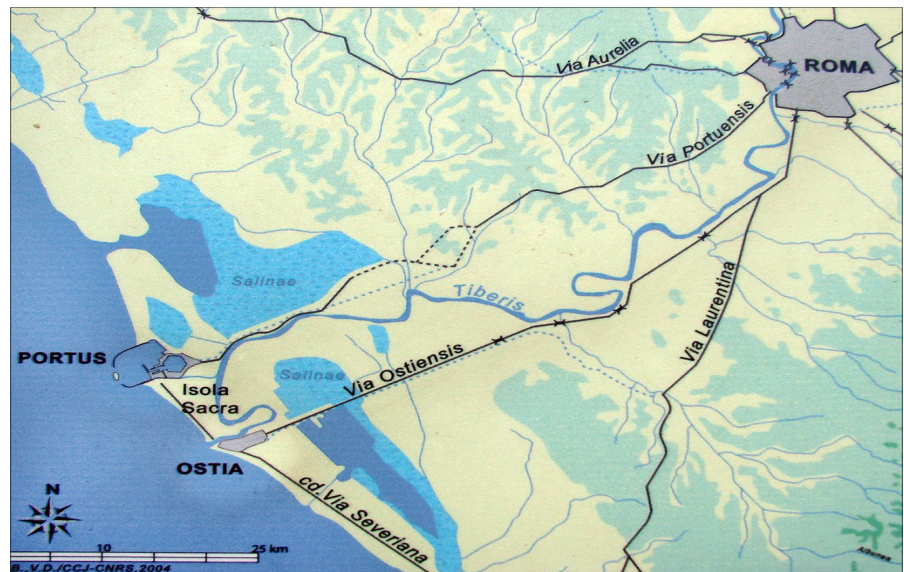 Via Aurelia
ROMA
Via Portuensis
Salinae
Tiberis
Via Laurentina
PORTUS
Isola
Sacra
Salinae
Via Ostiensis
OSTIA
cd. Via Severiana
N
10
25 km
B., V.D./CCJ-CNRS, 2004